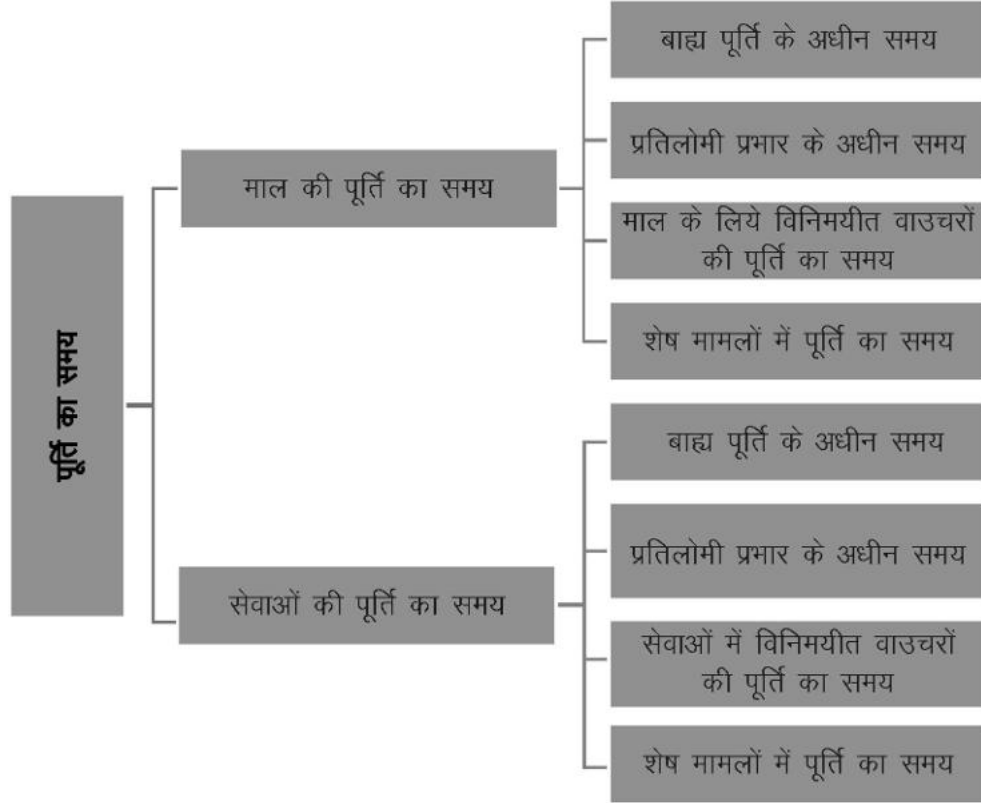 पूर्ति का समय
माल की पूर्ति का समय
बाह्य पूर्ति के अधीन समय
प्रतिलोमी प्रभार के अधीन समय
माल के लिये विनिमयीत वाउचरों
की पूर्ति का समय
शेष मामलों में पूर्ति का समय
सेवाओं की पूर्ति का समय
बाह्य पूर्ति के अधीन समय
प्रतिलोमी प्रभार के अधीन समय
सेवाओं में विनिमयीत वाउचरों
की पूर्ति का समय
शेष मामलों में पूर्ति का समय